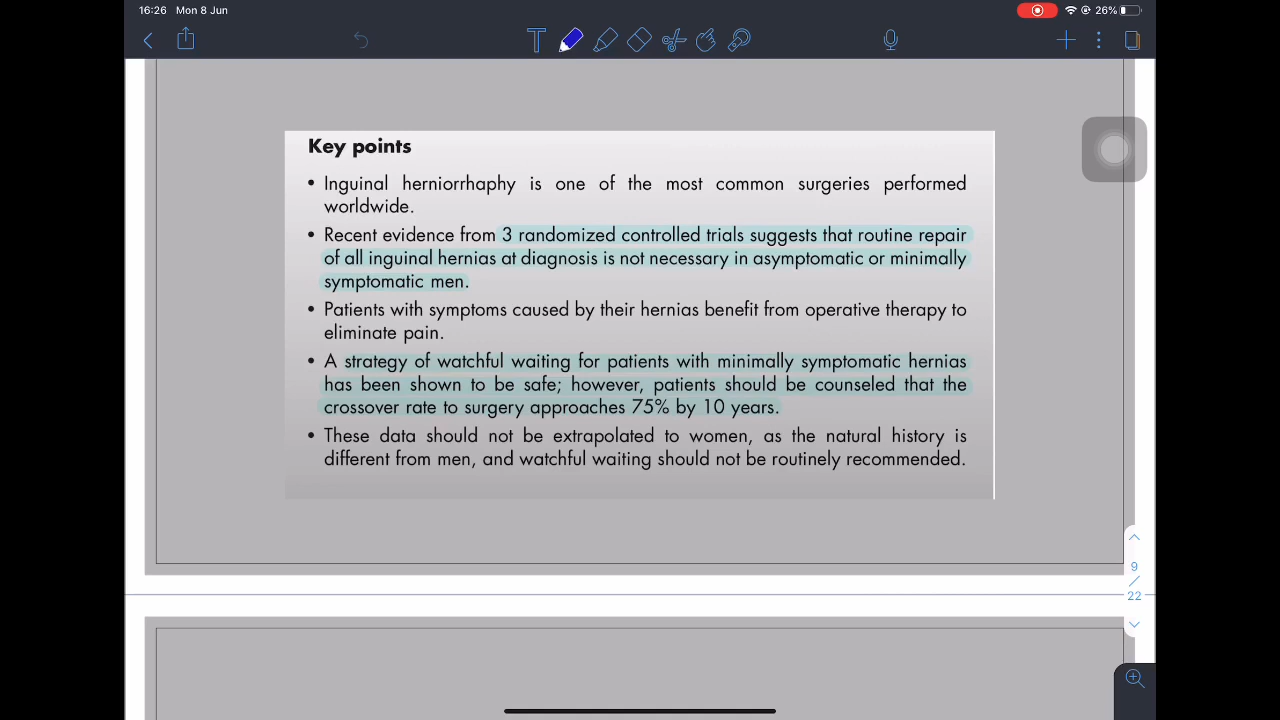 16:26 Mon 8 Jun
26%
T
Key points
• Inguinal herniorrhaphy is one of the most common surgeries performed
worldwide.
• Recent evidence from 3 randomized controlled trials suggests that routine repair
of all inguinal hernias at diagnosis is not necessary in asymptomatic or minimally
symptomatic men.
• Patients with symptoms caused by their hernias benefit from operative therapy to
eliminate pain.
• A strategy of watchful waiting for patients with minimally symptomatic hernias
has been shown to be safe; however, patients should be counseled that the
crossover rate to surgery approaches 75% by 10 years.
• These data should not be extrapolated to women, as the natural history is
different from men, and watchful waiting should not be routinely recommended.
9
/
22